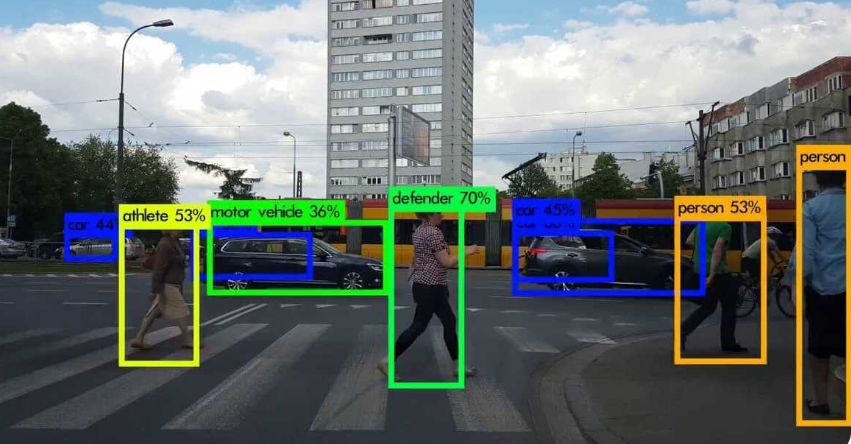 defender 70%
person
car 44
athlete 53%
motor vehicle 36%
car 45%
person 53%